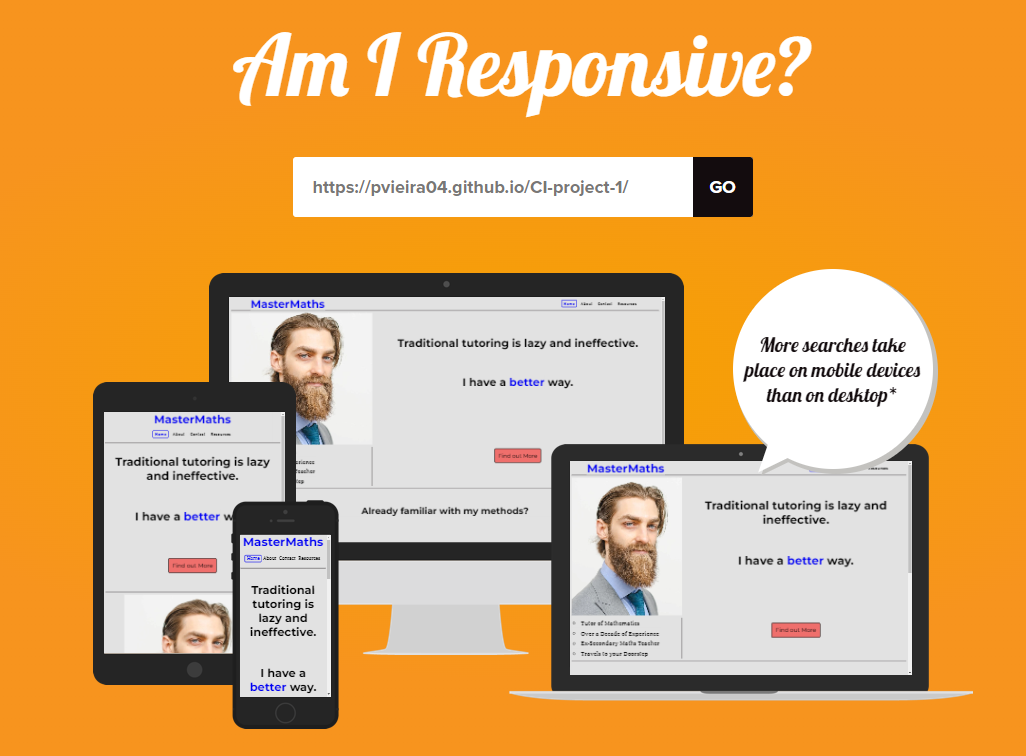 Am I Responsive?
https://pvieira04.github.io/CI-project-1/
GO
MasterMaths
Home About Contact Resources
Traditional tutoring is lazy and ineffective.
I have a better way.
Find out More
Already familiar with my methods?
More searches take
place on mobile devices
than on desktop*
MasterMaths
Home About Contact Resources
Traditional tutoring is lazy
and ineffective.
I have a better w
Find out More
MasterMaths
Home About Contact Resources
Traditional
tutoring is
lazy and
ineffective.
I have a
better way.
MasterMaths
Traditional tutoring is lazy and
ineffective.
I have a better way.
Find out More
Tutor of Mathematics
Over a Decade of Experience
Ex-Secondary Maths Teacher
Travels to your Doorstep